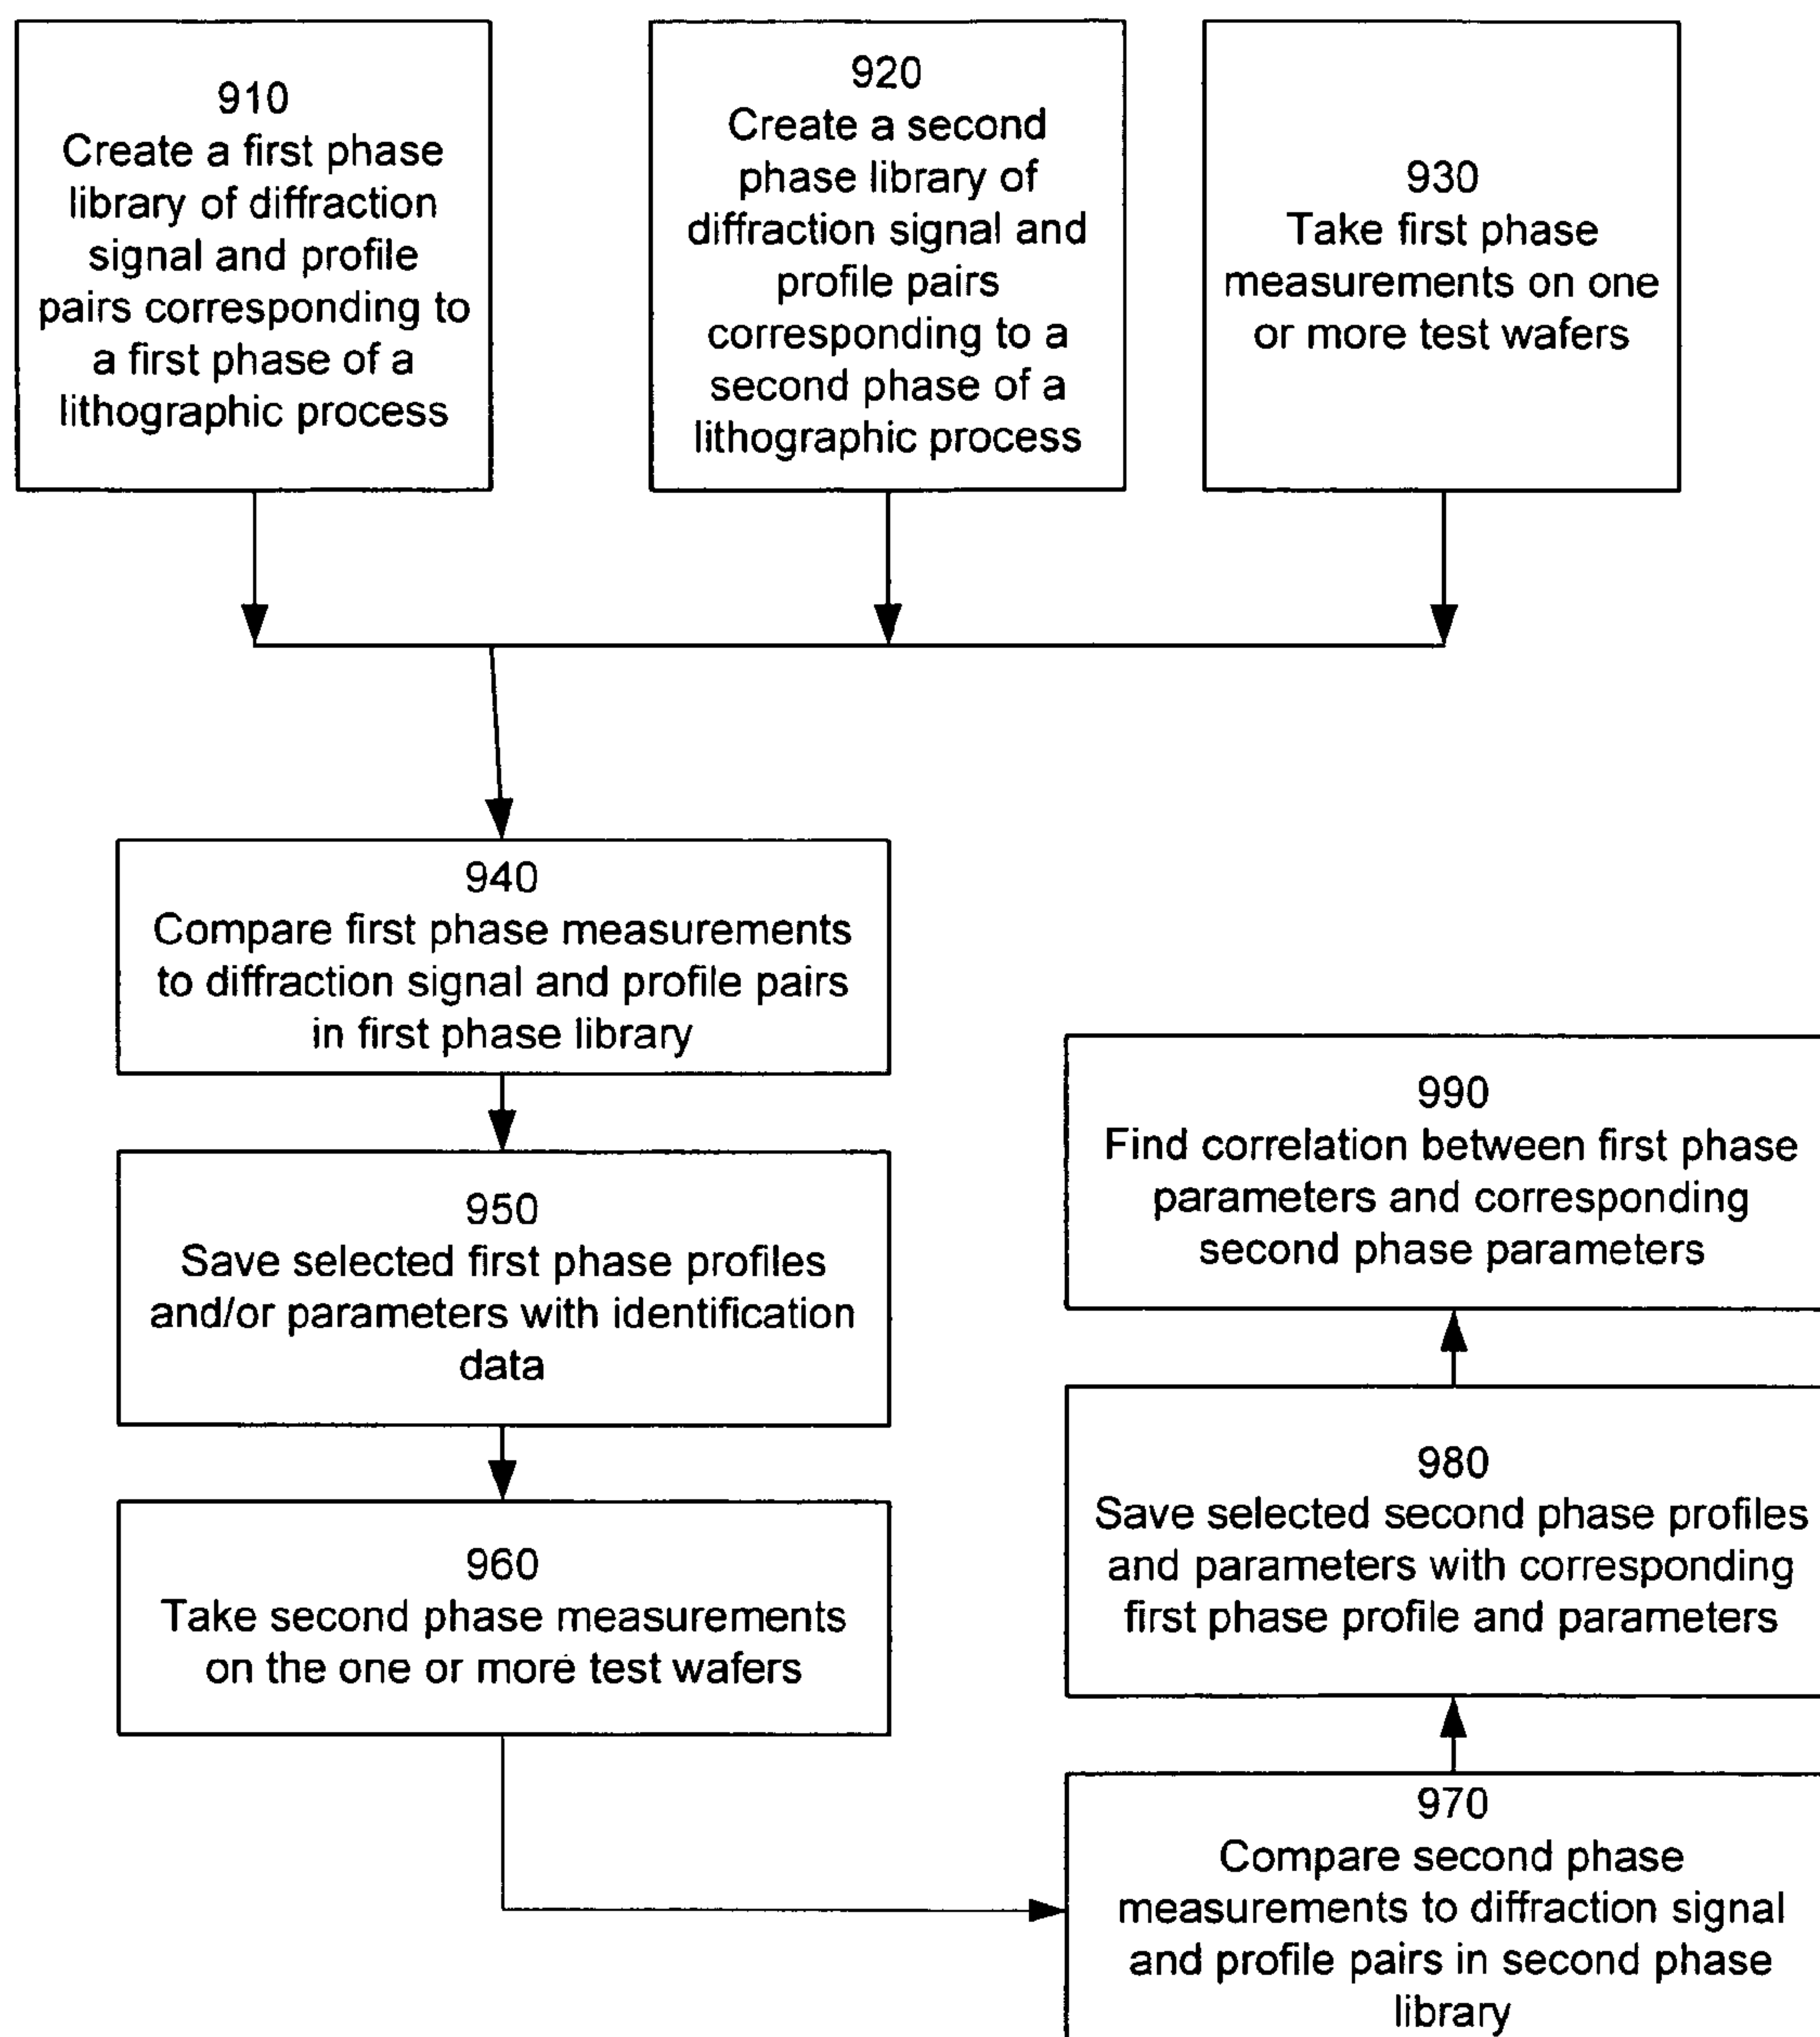 910
Create a first phase
library of diffraction
signal and profile
pairs corresponding to
a first phase of a
lithographic process
920
Create a second
phase library of
diffraction signal and
profile pairs
corresponding to a
second phase of a
lithographic process
930
Take first phase
measurements on one
or more test wafers
940
Compare first phase measurements
to diffraction signal and profile pairs
in first phase library
950
Save selected first phase profiles
and/or parameters with identification
data
960
Take second phase measurements
on the one or more test wafers
970
Compare second phase
measurements to diffraction signal
and profile pairs in second phase
library
980
Save selected second phase profiles
and parameters with corresponding
first phase profile and parameters
990
Find correlation between first phase
parameters and corresponding
second phase parameters